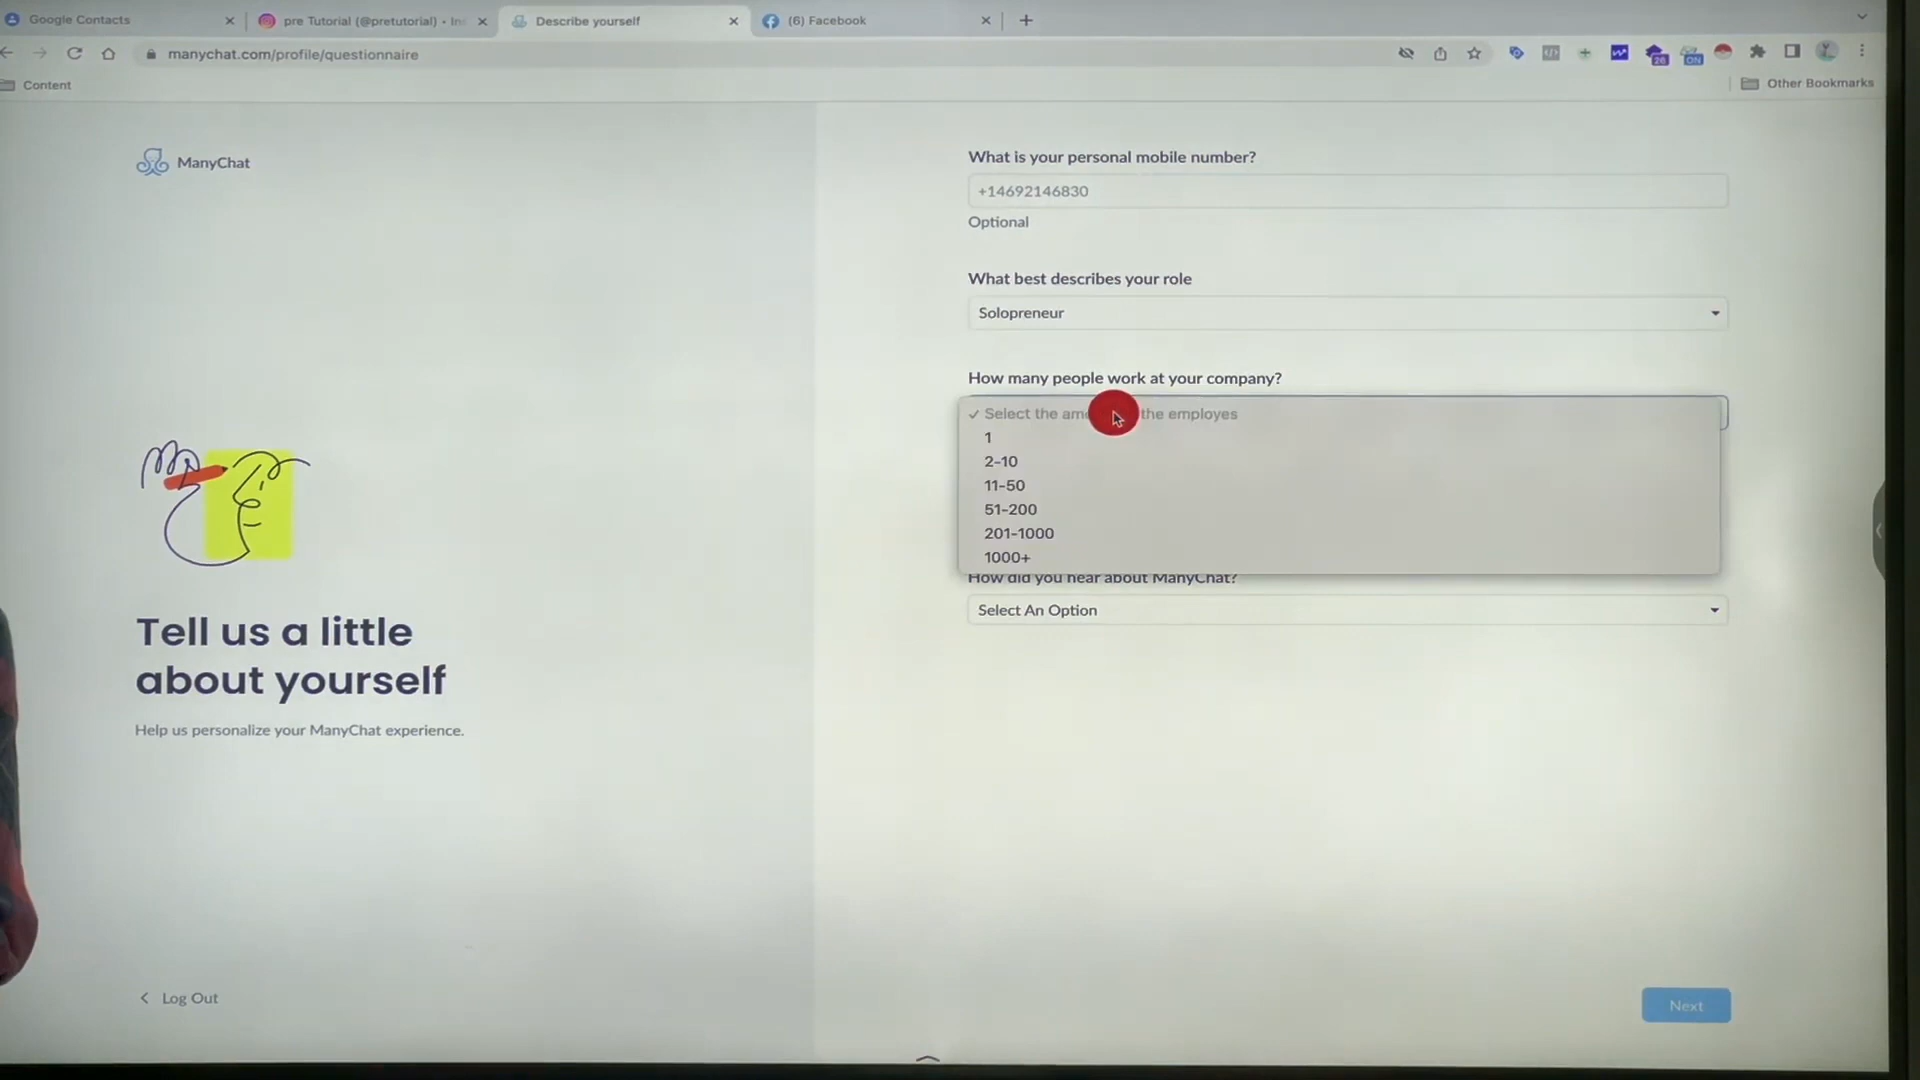 Google Contacts
pre Tutorial (@pretutorial) • Ins
Describe yourself
(6) Facebook
manychat.com/profile/questionnaire
26
ON
Content
Other Bookmarks
ManyChat
What is your personal mobile number?
+14692146830
Optional
What best describes your role
Solopreneur
How many people work at your company?
✓ Select the am the employes
1
2-10
11-50
51-200
201-1000
1000+
How did you hear about ManyChat?
Select An Option
Tell us a little
about yourself
Help us personalize your ManyChat experience.
Log Out
Next